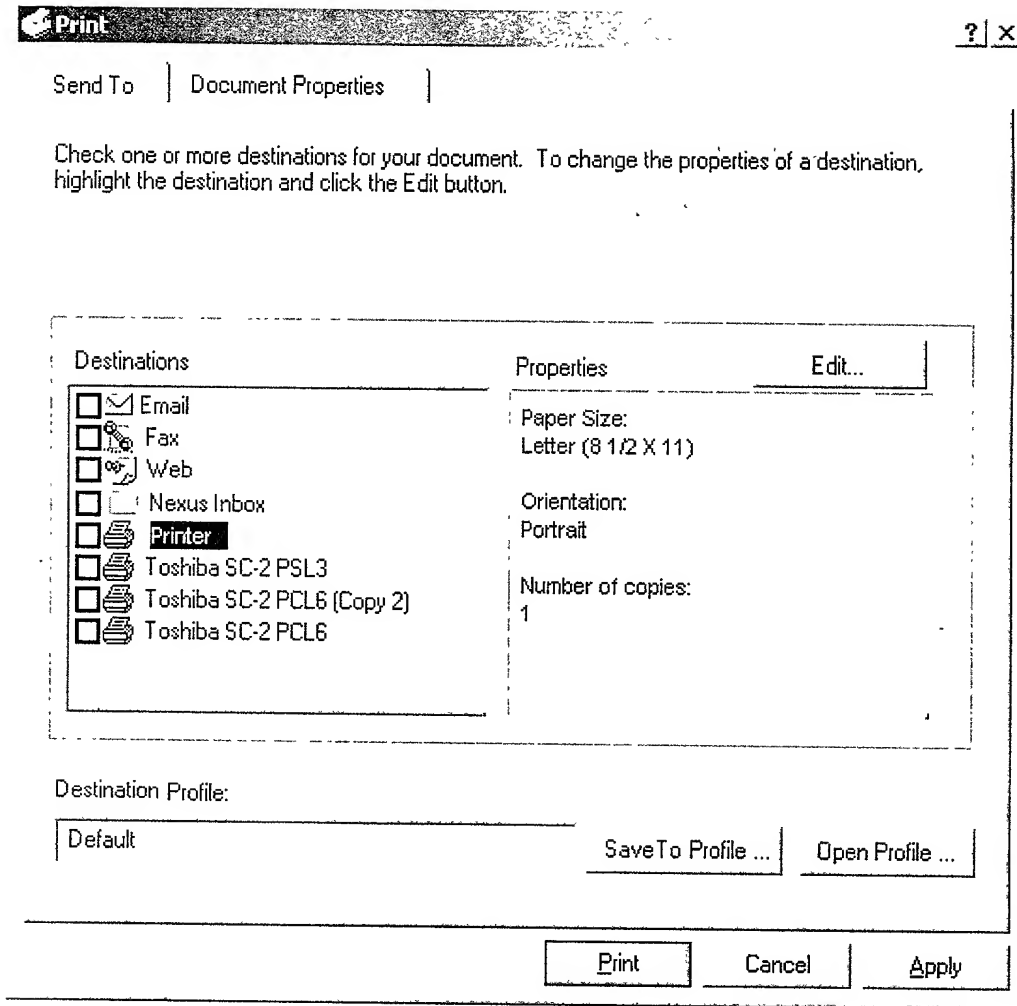 Print
? ×
Send To Document Properties
Check one or more destinations for your document. To change the properties of a destination,
highlight the destination and click the Edit button.
Destinations
Email
Fax
Web
Nexus Inbox
Printer
Toshiba SC-2 PSL3
Toshiba SC-2 PCL6 (Copy 2)
Toshiba SC-2 PCL6
Properties Edit...
Paper Size:
Letter (8 1/2 X 11)
Orientation:
Portrait
Number of copies:
1
Destination Profile:
Default
SaveTo Profile ... Open Profile ...
Print Cancel Apply